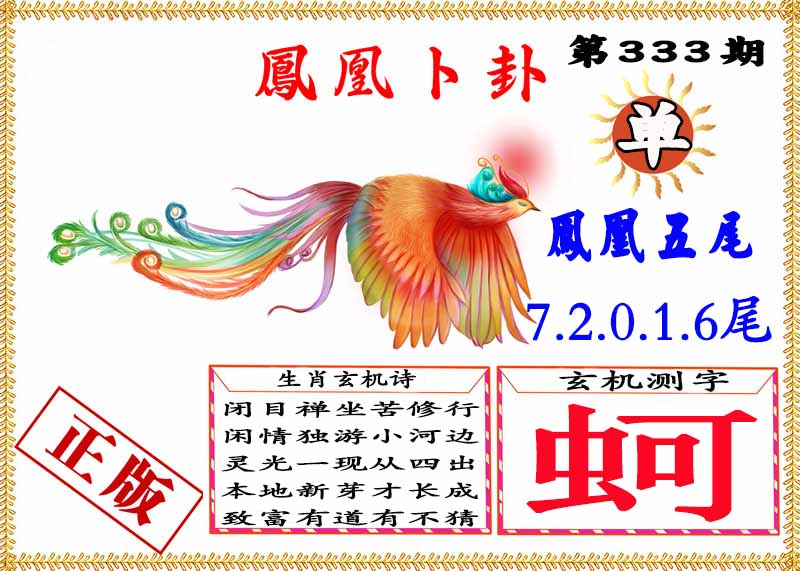 鳳凰卜卦
第333期
单
鳳凰五尾
7.2.0.1.6尾
生肖玄机诗
闭目禅坐苦修行
闲情独游小河边
灵光一现从四出
本地新芽才长成
致富有道有不猜
玄机测字
蚵
正版